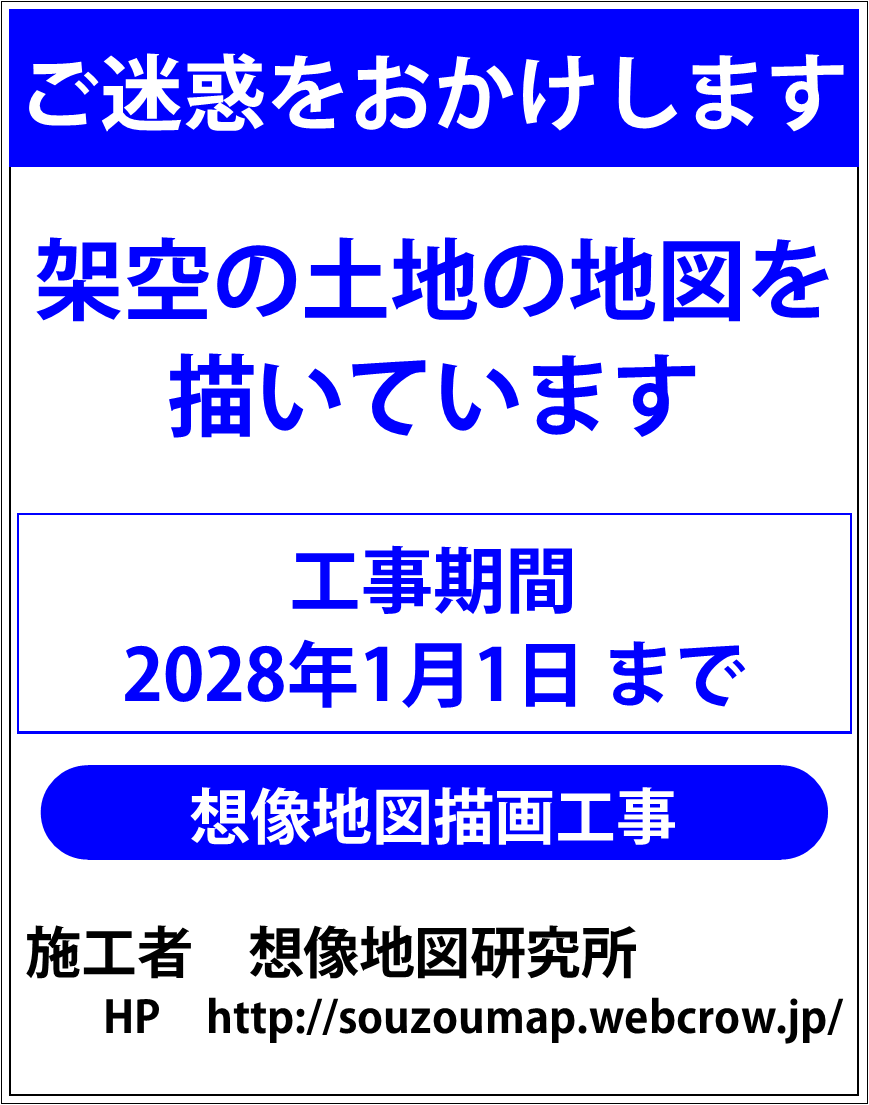 ご迷惑をおかけします
架空の土地の地図を
描いています
工事期間
2028年1月1日 まで
想像地図描画工事
施工者　想像地図研究所
HP　http://souzoumap.webcrow.jp/